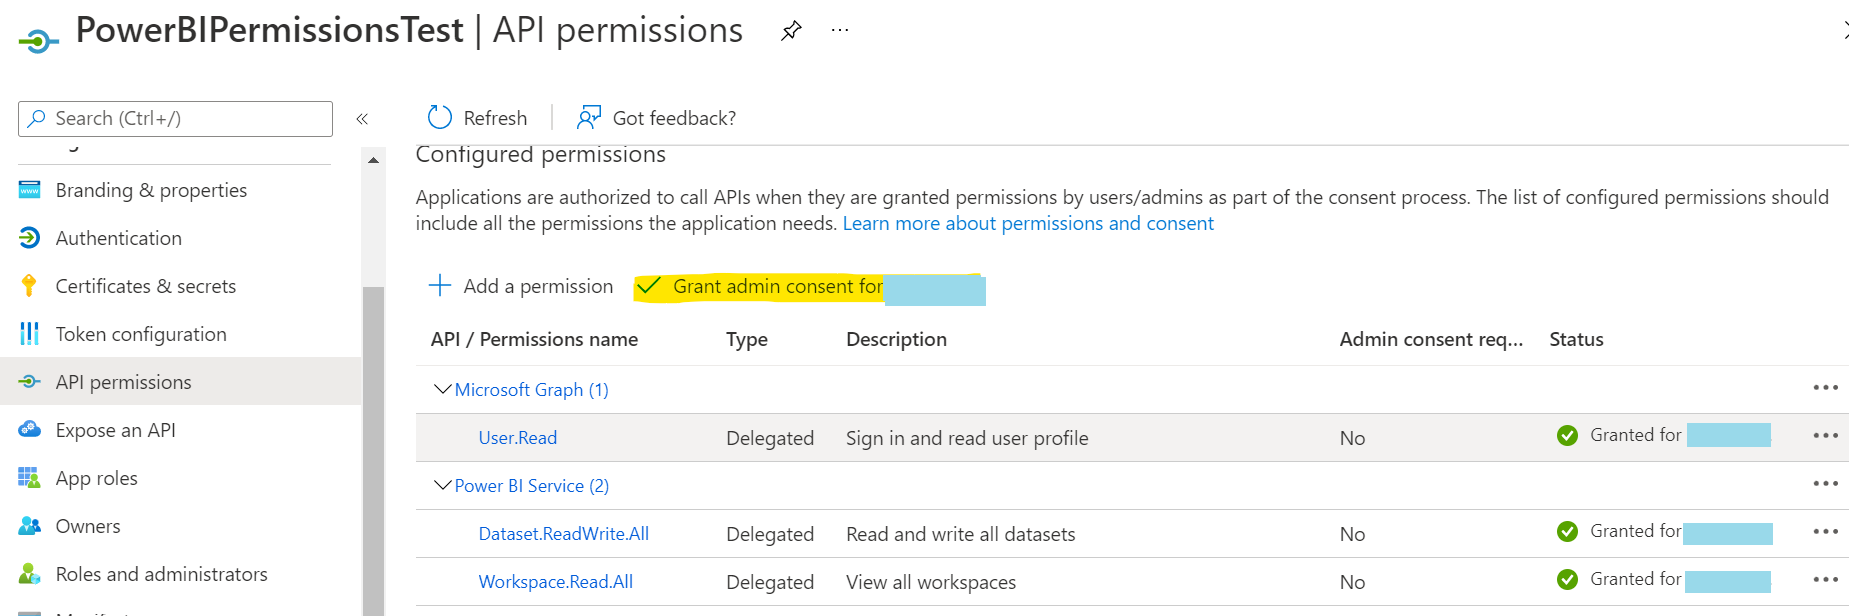 PowerBIPermissionsTest | API permissions
Search (Ctrl+/)
«
Refresh
Got feedback?
Configured permissions
Branding & properties
Authentication
Certificates & secrets
Token configuration
API permissions
Expose an API
App roles
Owners
Roles and administrators
Applications are authorized to call APIs when they are granted permissions by users/admins as part of the consent process. The list of configured permissions should
include all the permissions the application needs. Learn more about permissions and consent
Add a permission
Grant admin consent for
API / Permissions name Type Description Admin consent req... Status
Microsoft Graph (1)
User.Read Delegated Sign in and read user profile No Granted for
Power BI Service (2)
Dataset.ReadWrite.All Delegated Read and write all datasets No Granted for
Workspace.Read.All Delegated View all workspaces No Granted for